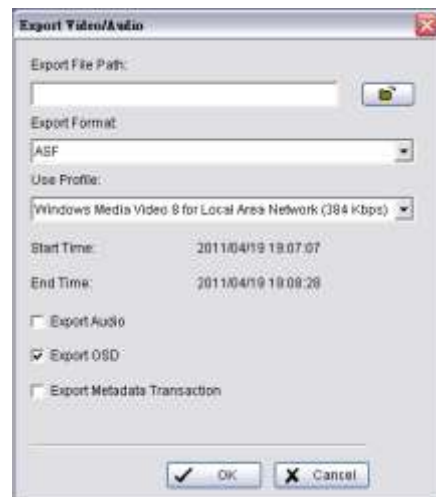 Export Video/Audio
Export File Path:
Export Format
ASF
Use Profile:
Windows Media Video 8 for Local Area Network (384 Kbps)
Start Time: 2011/04/19 19:07:07
End Time: 2011/04/19 19:08:28
Export Audio
Export OSD
Export Metadata Transaction
OK Cancel